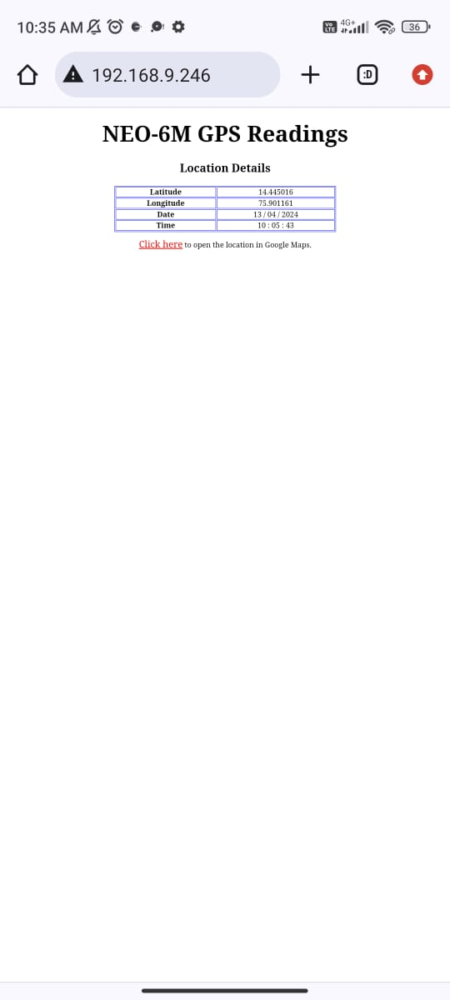 10:35 AM
Vo LTE 4G+ 36
192.168.9.246 :D
NEO-6M GPS Readings
Location Details
Latitude 14.445016
Longitude 75.901161
Date 13 / 04 / 2024
Time 10 : 05 : 43
Click here to open the location in Google Maps.